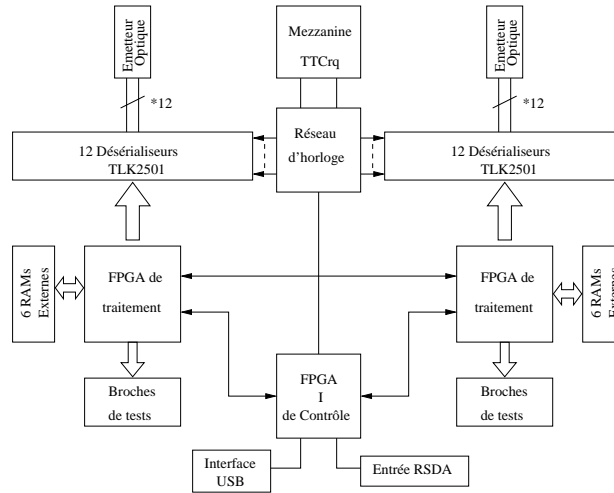 Emetteur
Optique
*12
Mezzanine
TTCrq
Emetteur
Optique
*12
12 Désérialiseurs
TLK2501
Réseau
d'horloge
12 Désérialiseurs
TLK2501
6 RAMs
Externes
FPGA de
traitement
FPGA de
traitement
6 RAMs
Externes
Broches
de tests
FPGA
I
de Contrôle
Broches
de tests
Interface
USB
Entrée RSDA